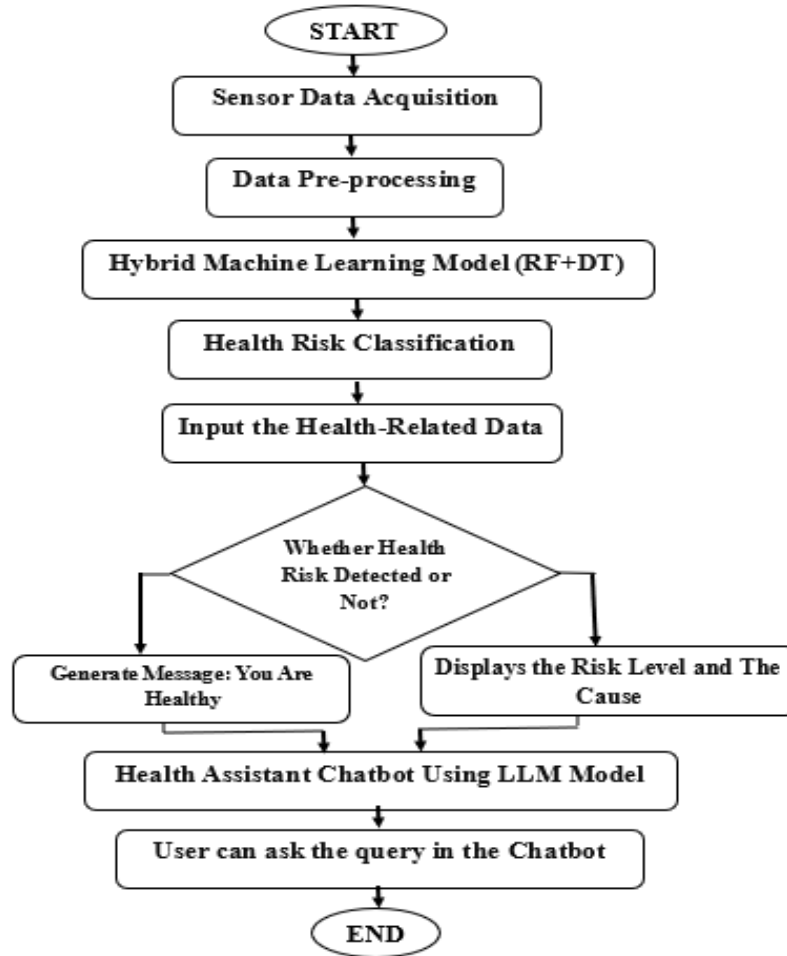 START
Sensor Data Acquisition
Data Pre-processing
Hybrid Machine Learning Model (RF+DT)
Health Risk Classification
Input the Health-Related Data
Whether Health
Risk Detected or
Not?
Generate Message: You Are
Healthy
Displays the Risk Level and The
Cause
Health Assistant Chatbot Using LLM Model
User can ask the query in the Chatbot
END